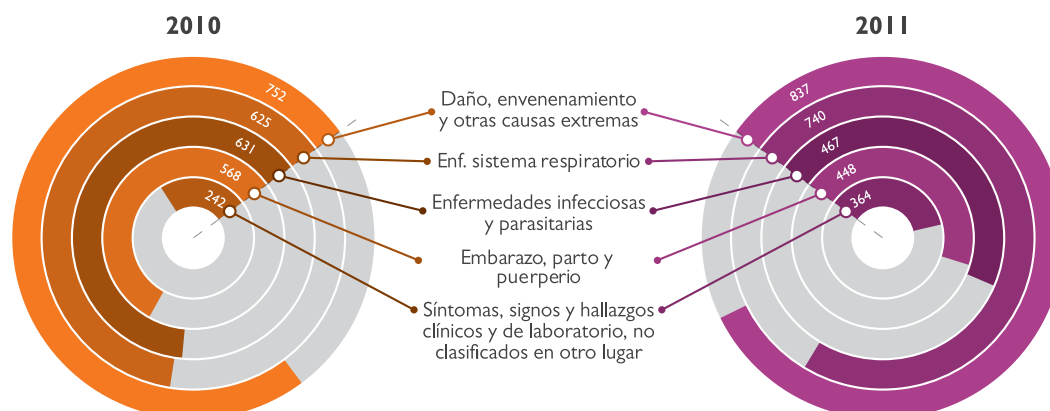 2010
2011
752
625
631
568
242
Daño, envenenamiento
y otras causas extremas
Enf. sistema respiratorio
Enfermedades infecciosas
y parasitarias
Embarazo, parto y
puerperio
Síntomas, signos y hallazgos
clínicos y de laboratorio, no
clasificados en otro lugar
837
740
467
448
364